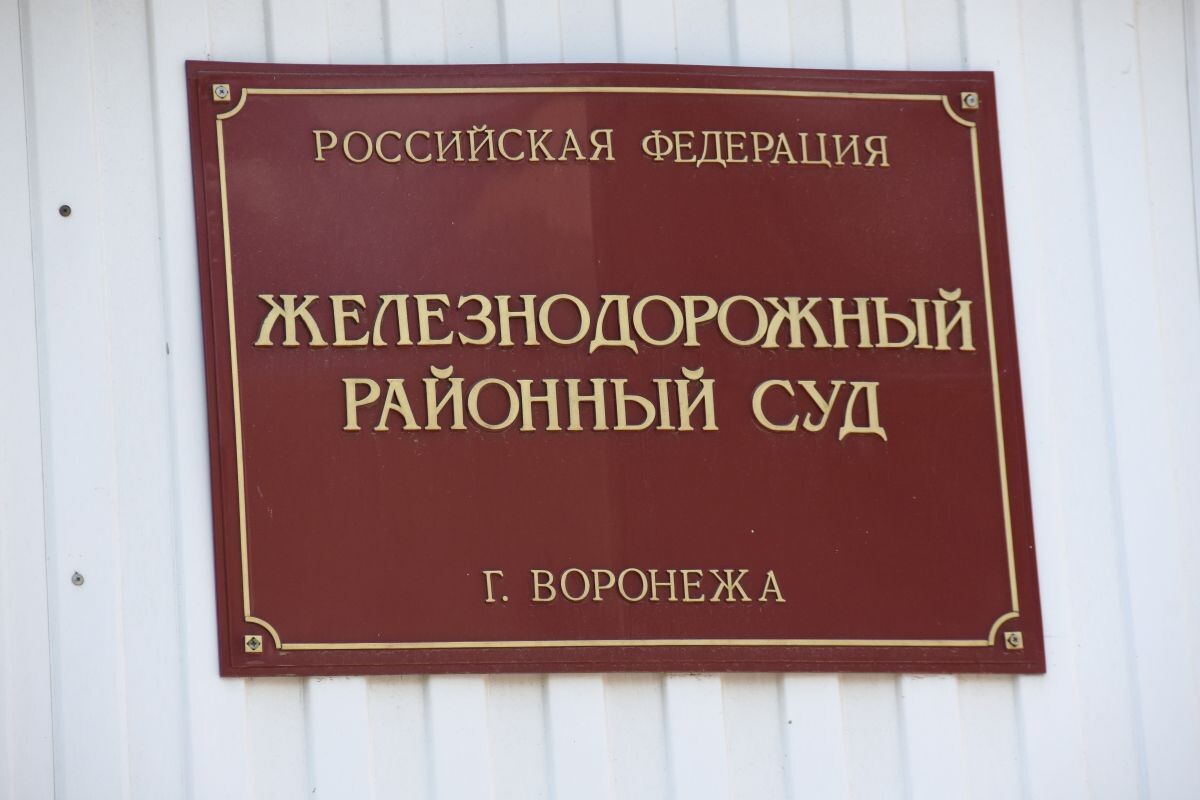 РОССИЙСКАЯ ФЕДЕРАЦИЯ
ЖЕЛЕЗНОДОРОЖНЫЙ
РАЙОННЫЙ СУД
Г. ВОРОНЕЖА